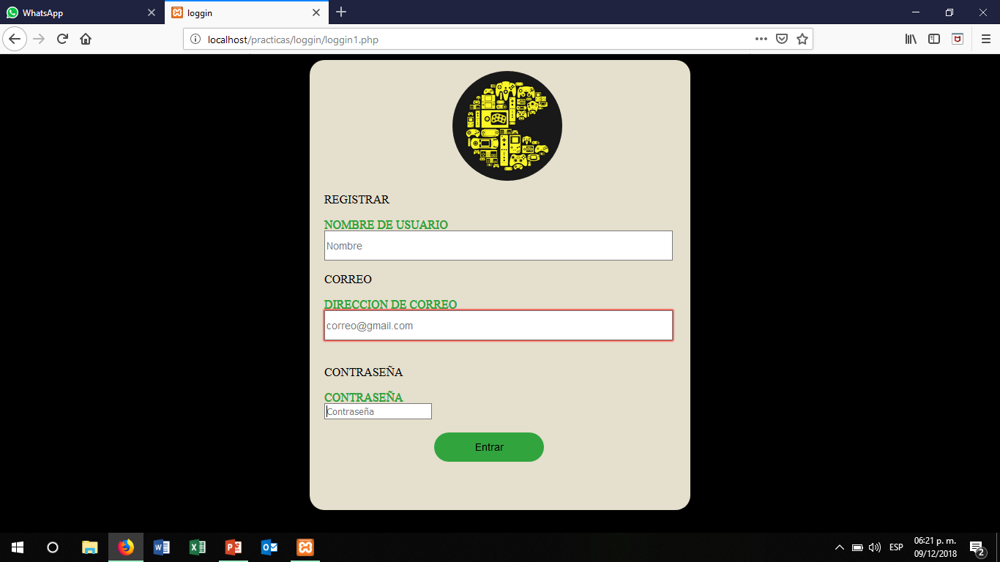 WhatsApp
loggin
localhost/practicas/loggin/loggin1.php
REGISTRAR
NOMBRE DE USUARIO
Nombre
CORREO
DIRECCION DE CORREO
correo@gmail.com
CONTRASEÑA
CONTRASEÑA
Contraseña
Entrar
ESP
06:21 p. m.
09/12/2018
2